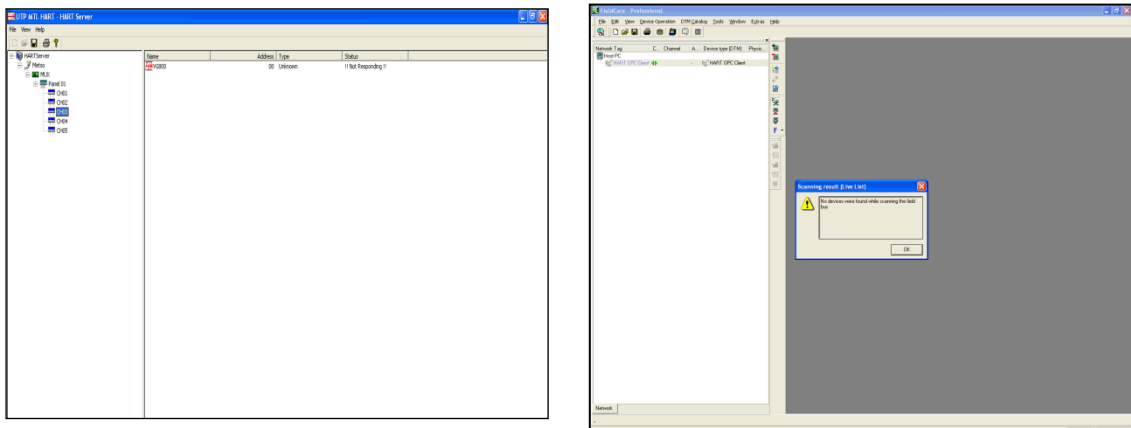 UTP MTL HART - HART Server
File View Help
HARTServer
Metso
MUX
Panel 01
CH01
CH02
CH03
CH04
CH05
Name Address Type Status
VG800 00 Unknown !! Not Responding !!
FieldCare - Professional
File Edit View Device Operation DTM Catalog Tools Window Extras Help
Network Tag C... Channel A... Device type (DTM) Physic...
Host PC
HART OPC Client - HART OPC Client
Scanning result (Live List)
No devices were found while scanning the field
bus
OK
Network